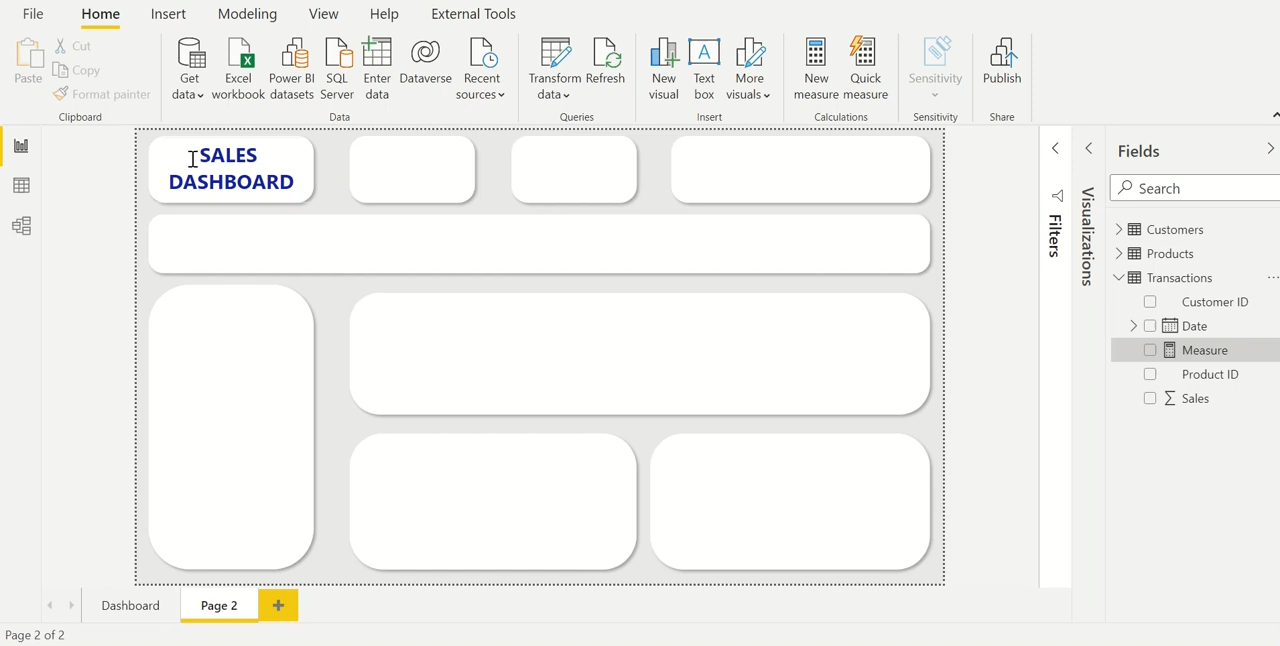 File Home Insert Modeling View Help External Tools
Paste
Cut
Copy
Format painter
Clipboard
Get data
Excel workbook
Power BI datasets
SQL Server
Enter data
Dataverse
Recent sources
Data
Transform data
Refresh
Queries
New visual
Text box
More visuals
Insert
New measure
Quick measure
Calculations
Sensitivity
Sensitivity
Publish
Share
SALES
DASHBOARD
Filters
Visualizations
Fields
Search
Customers
Products
Transactions
Customer ID
Date
Measure
Product ID
Sales
Dashboard
Page 2
Page 2 of 2